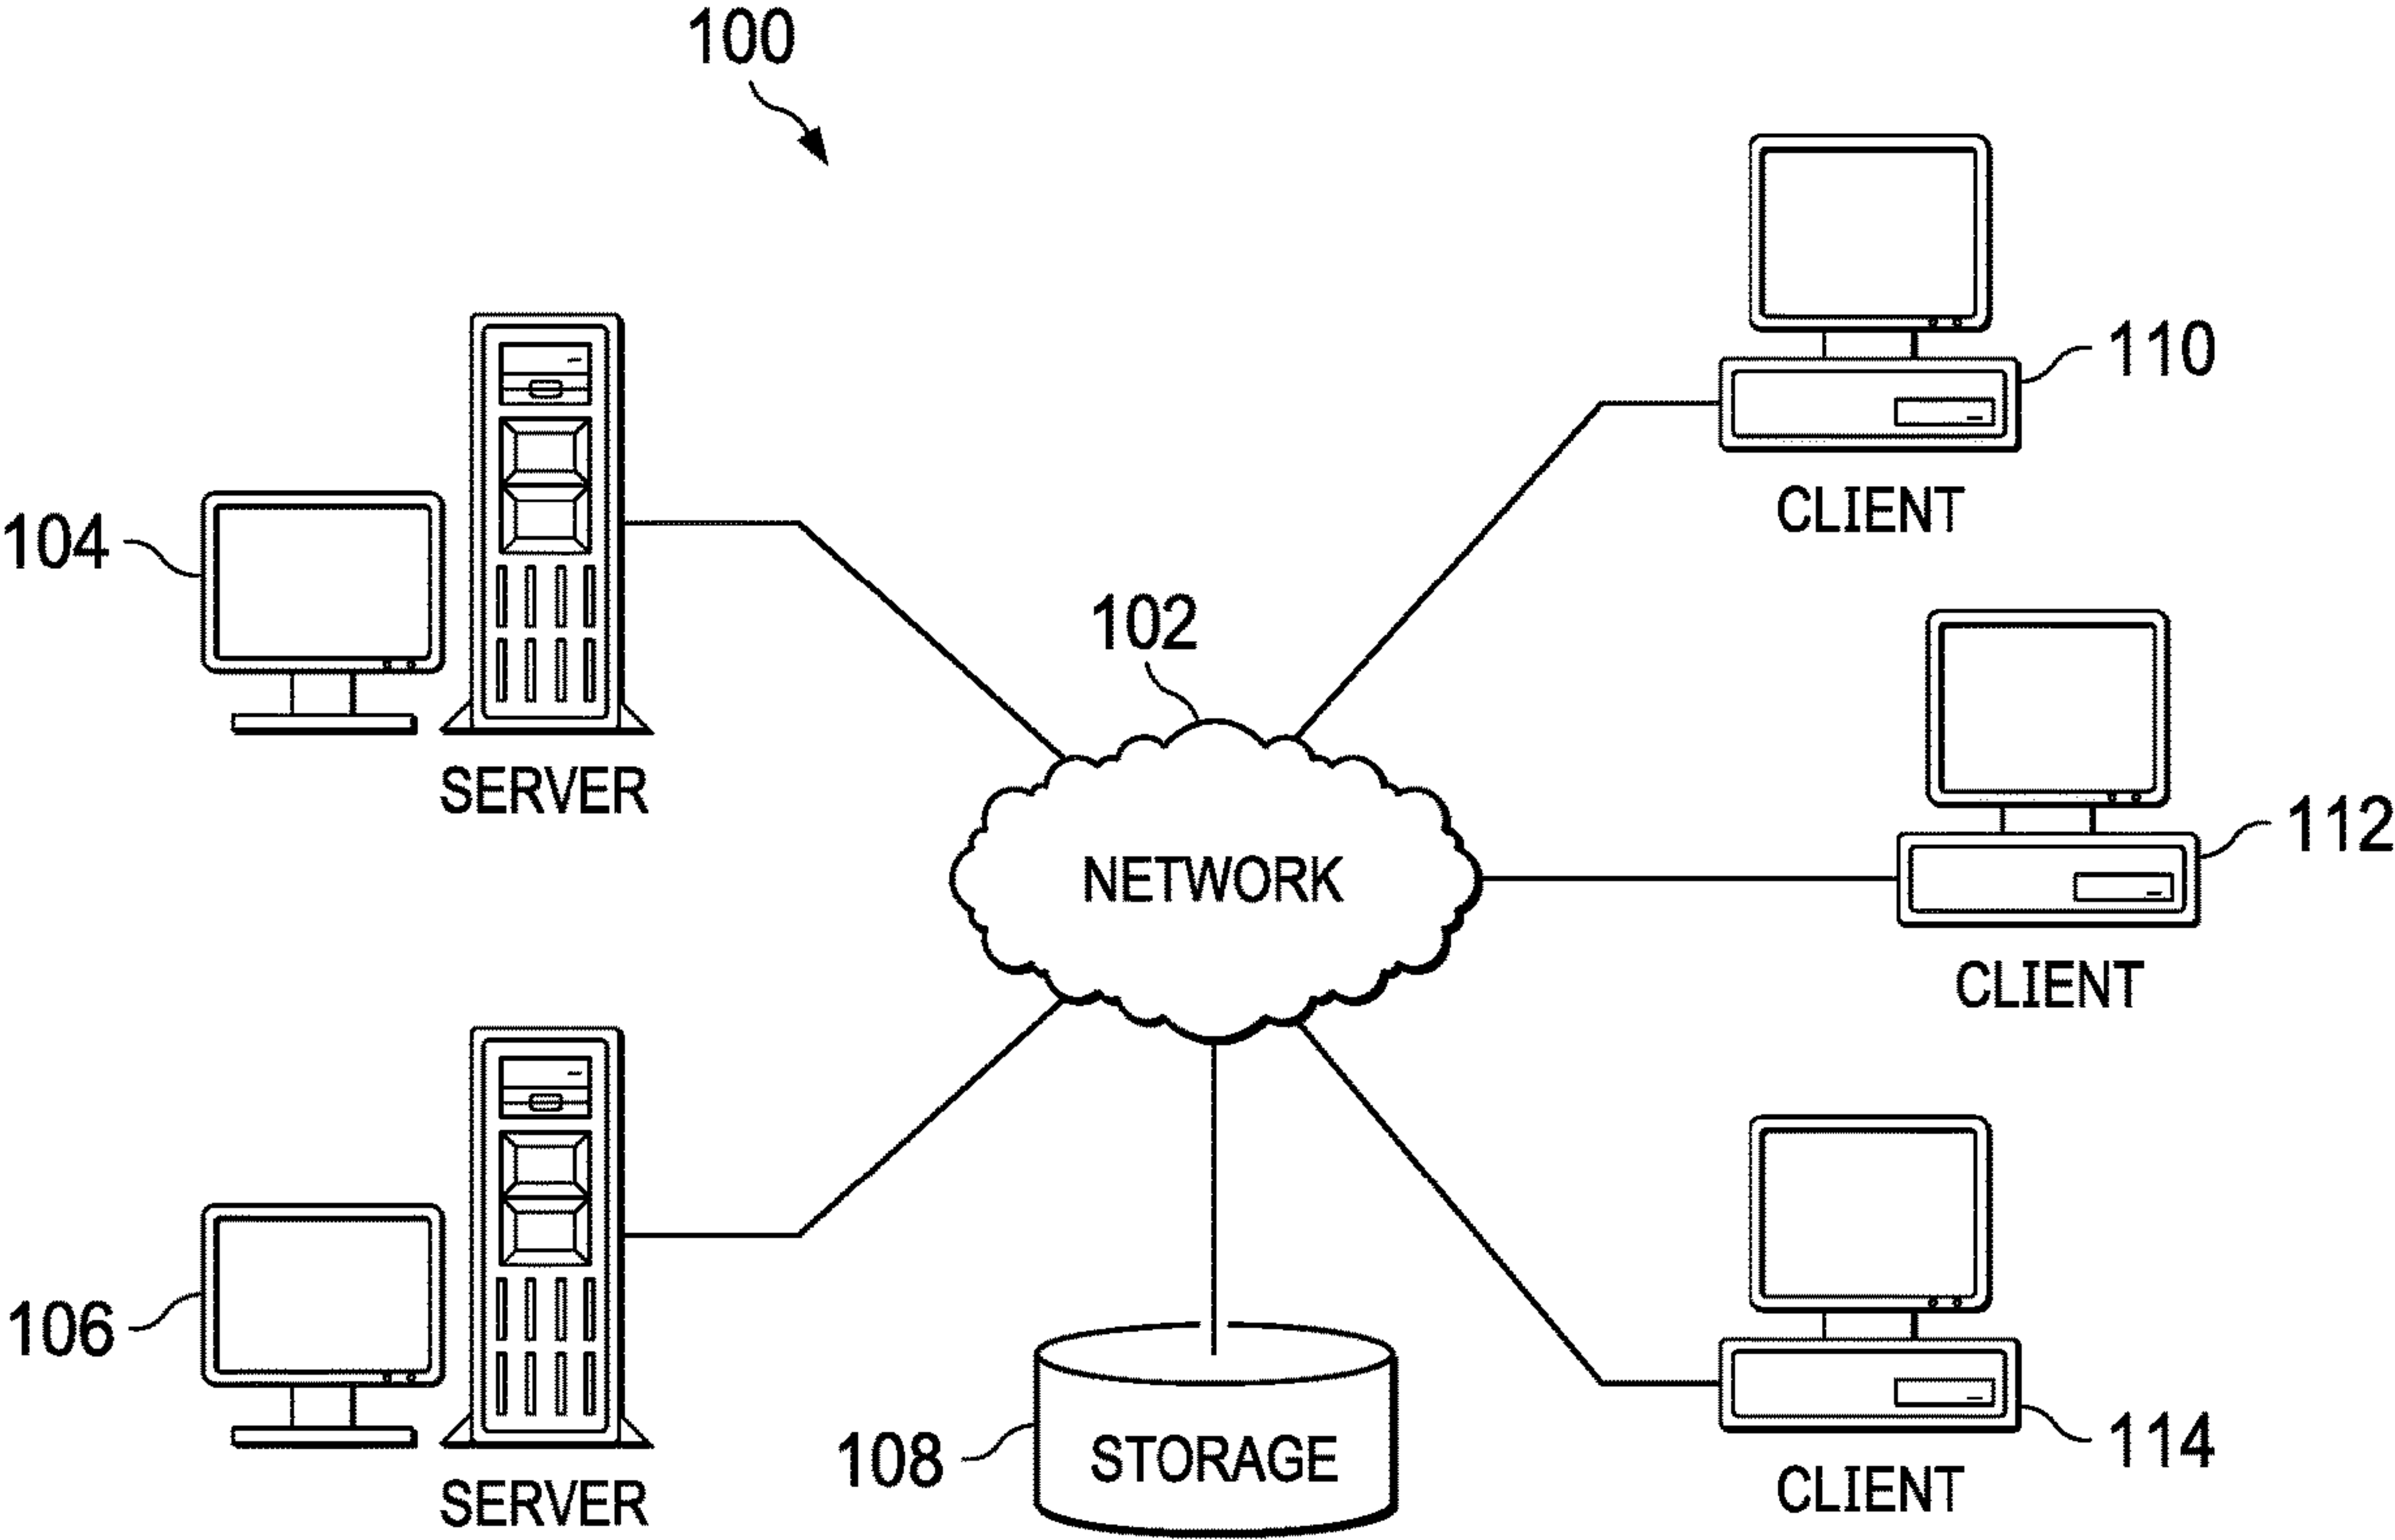 100
110
CLIENT
104
SERVER
102
NETWORK
112
CLIENT
106
SERVER
108
STORAGE
114
CLIENT